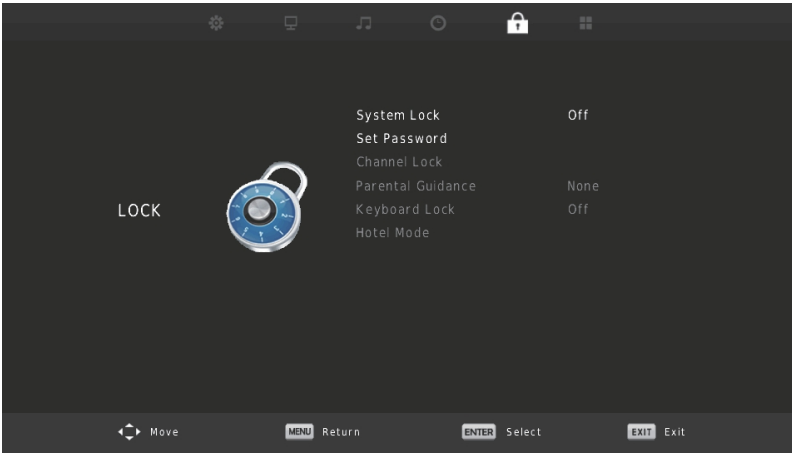 System Lock Off
Set Password
Channel Lock
Parental Guidance None
Keyboard Lock Off
Hotel Mode
LOCK
Move MENU Return ENTER Select EXIT Exit